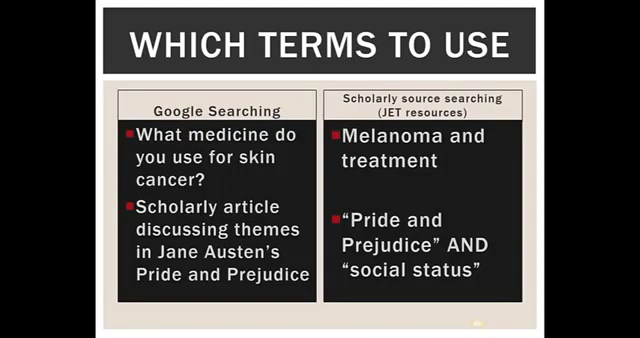 WHICH TERMS TO USE
Google Searching
What medicine do
you use for skin
cancer?
Scholarly article
discussing themes
in Jane Austen's
Pride and Prejudice
Scholarly source searching
(JET resources)
Melanoma and
treatment
“Pride and
Prejudice” AND
“social status”